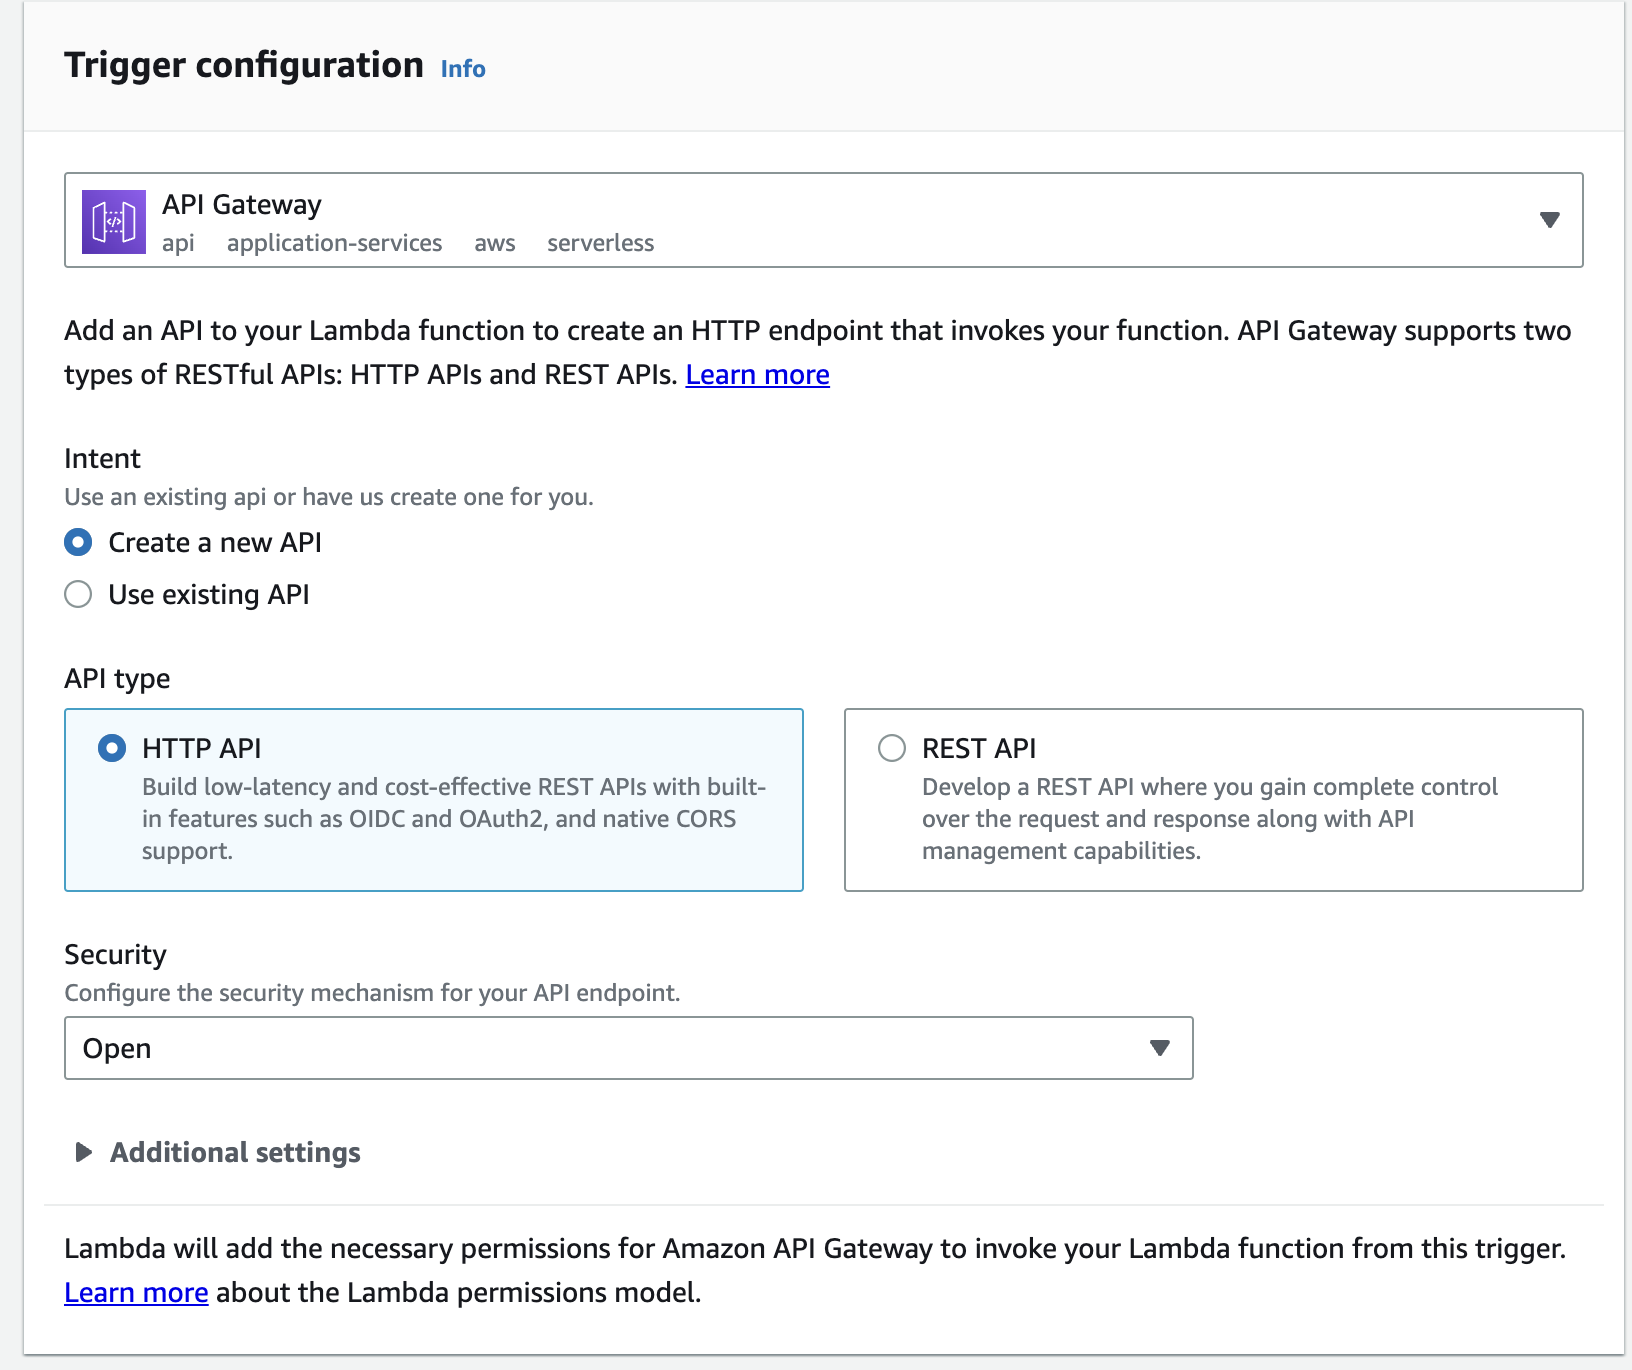 Trigger configuration Info
API Gateway
api application-services aws serverless
Add an API to your Lambda function to create an HTTP endpoint that invokes your function. API Gateway supports two
types of RESTful APIs: HTTP APIs and REST APIs. Learn more
Intent
Use an existing api or have us create one for you.
Create a new API
Use existing API
API type
HTTP API
Build low-latency and cost-effective REST APIs with built-
in features such as OIDC and OAuth2, and native CORS
support.
REST API
Develop a REST API where you gain complete control
over the request and response along with API
management capabilities.
Security
Configure the security mechanism for your API endpoint.
Open
Additional settings
Lambda will add the necessary permissions for Amazon API Gateway to invoke your Lambda function from this trigger.
Learn more about the Lambda permissions model.